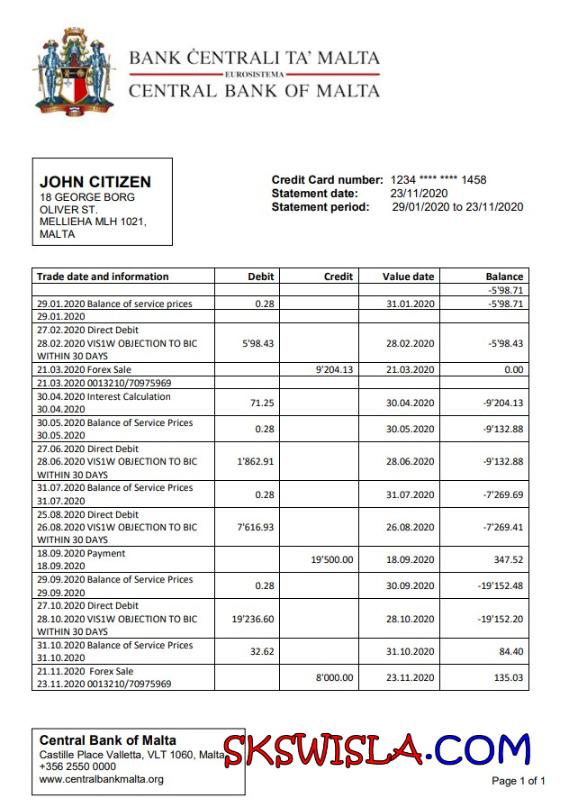 BANK ĊENTRALI TA' MALTA
EUROSISTEMA
CENTRAL BANK OF MALTA
JOHN CITIZEN
18 GEORGE BORG
OLIVER ST.
MELLIEHA MLH 1021,
MALTA
Credit Card number: 1234 **** **** 1458
Statement date: 23/11/2020
Statement period: 29/01/2020 to 23/11/2020
Trade date and information Debit Credit Value date Balance
-5'98.71
29.01.2020 Balance of service prices 0.28 31.01.2020 -5'98.71
29.01.2020
27.02.2020 Direct Debit
28.02.2020 VIS1W OBJECTION TO BIC 5'98.43 28.02.2020 -5'98.43
WITHIN 30 DAYS
21.03.2020 Forex Sale 9'204.13 21.03.2020 0.00
21.03.2020 0013210/70975969
30.04.2020 Interest Calculation 71.25 30.04.2020 -9'204.13
30.04.2020
30.05.2020 Balance of Service Prices 0.28 30.05.2020 -9'132.88
30.05.2020
27.06.2020 Direct Debit
28.06.2020 VIS1W OBJECTION TO BIC 1'862.91 28.06.2020 -9'132.88
WITHIN 30 DAYS
31.07.2020 Balance of Service Prices 0.28 31.07.2020 -7'269.69
31.07.2020
25.08.2020 Direct Debit
26.08.2020 VIS1W OBJECTION TO BIC 7'616.93 26.08.2020 -7'269.41
WITHIN 30 DAYS
18.09.2020 Payment 19'500.00 18.09.2020 347.52
18.09.2020
29.09.2020 Balance of Service Prices 0.28 30.09.2020 -19'152.48
29.09.2020
27.10.2020 Direct Debit
28.10.2020 VIS1W OBJECTION TO BIC 19'236.60 28.10.2020 -19'152.20
WITHIN 30 DAYS
31.10.2020 Balance of Service Prices 32.62 31.10.2020 84.40
31.10.2020
21.11.2020 Forex Sale 8'000.00 23.11.2020 135.03
23.11.2020 0013210/70975969
Central Bank of Malta
Castille Place Valletta, VLT 1060, Malta
+356 2550 0000
www.centralbankmalta.org
SKSWISLA.COM
Page 1 of 1